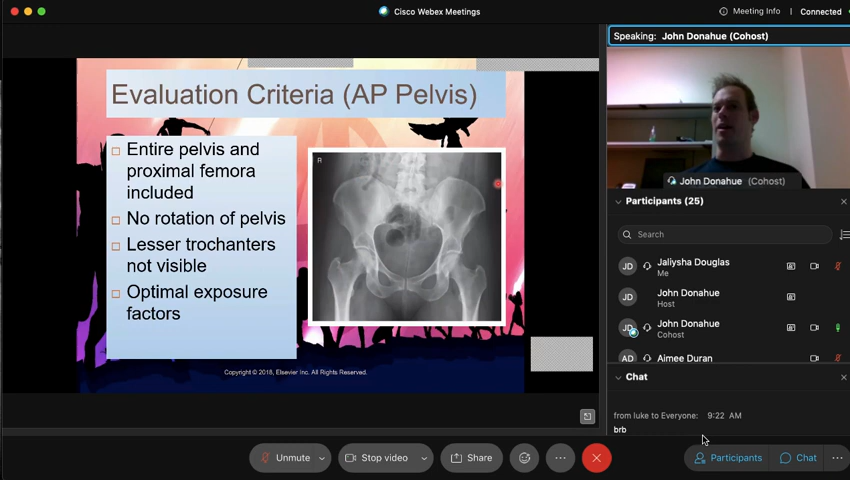 Cisco Webex Meetings
Meeting Info
Connected
Speaking: John Donahue (Cohost)
Evaluation Criteria (AP Pelvis)
Entire pelvis and
proximal femora
included
No rotation of pelvis
Lesser trochanters
not visible
Optimal exposure
factors
R
Copyright © 2018, Elsevier Inc. All Rights Reserved.
John Donahue (Cohost)
Participants (25)
Search
JD
Jaliysha Douglas
Me
JD
John Donahue
Host
JD
John Donahue
Cohost
AD
Aimee Duran
Chat
from luke to Everyone: 9:22 AM
brb
Unmute
Stop video
Share
Participants
Chat